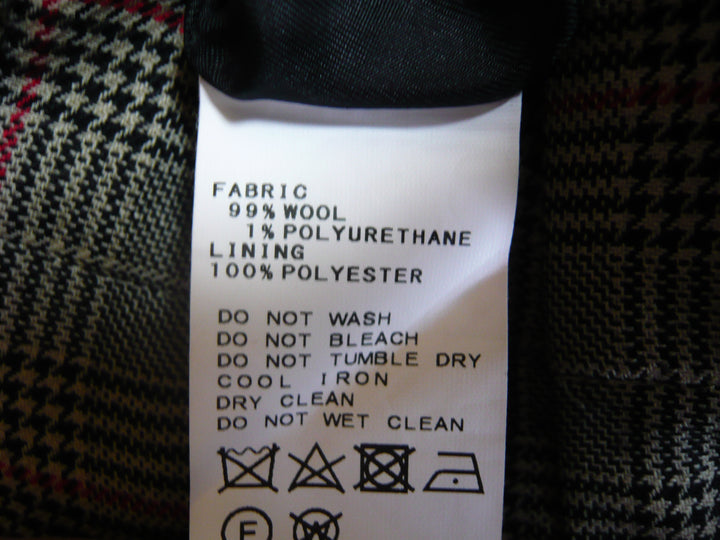 FABRIC
99% WOOL
1% POLYURETHANE
LINING
100% POLYESTER
DO NOT WASH
DO NOT BLEACH
DO NOT TUMBLE DRY
COOL IRON
DRY CLEAN
DO NOT WET CLEAN
F W